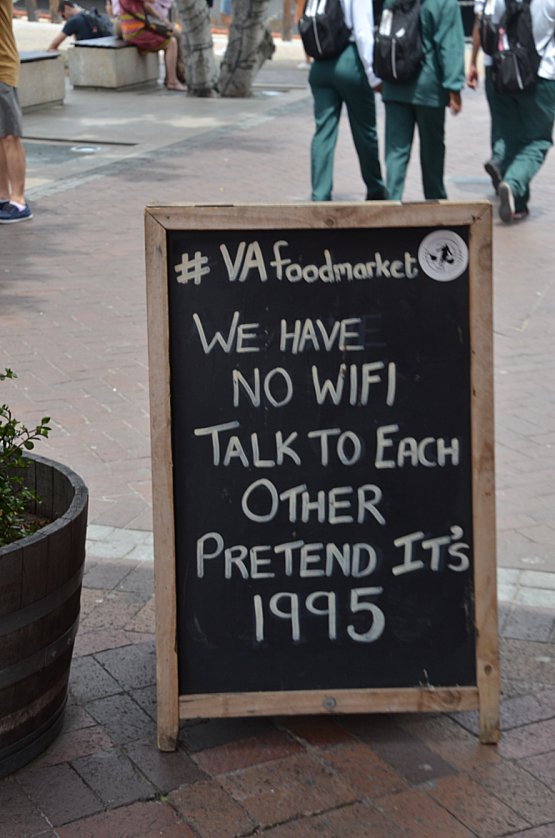 # VAfoodmarket
WE HAVE
NO WIFI
TALK TO EACH
OTHER
PRETEND IT'S
1995